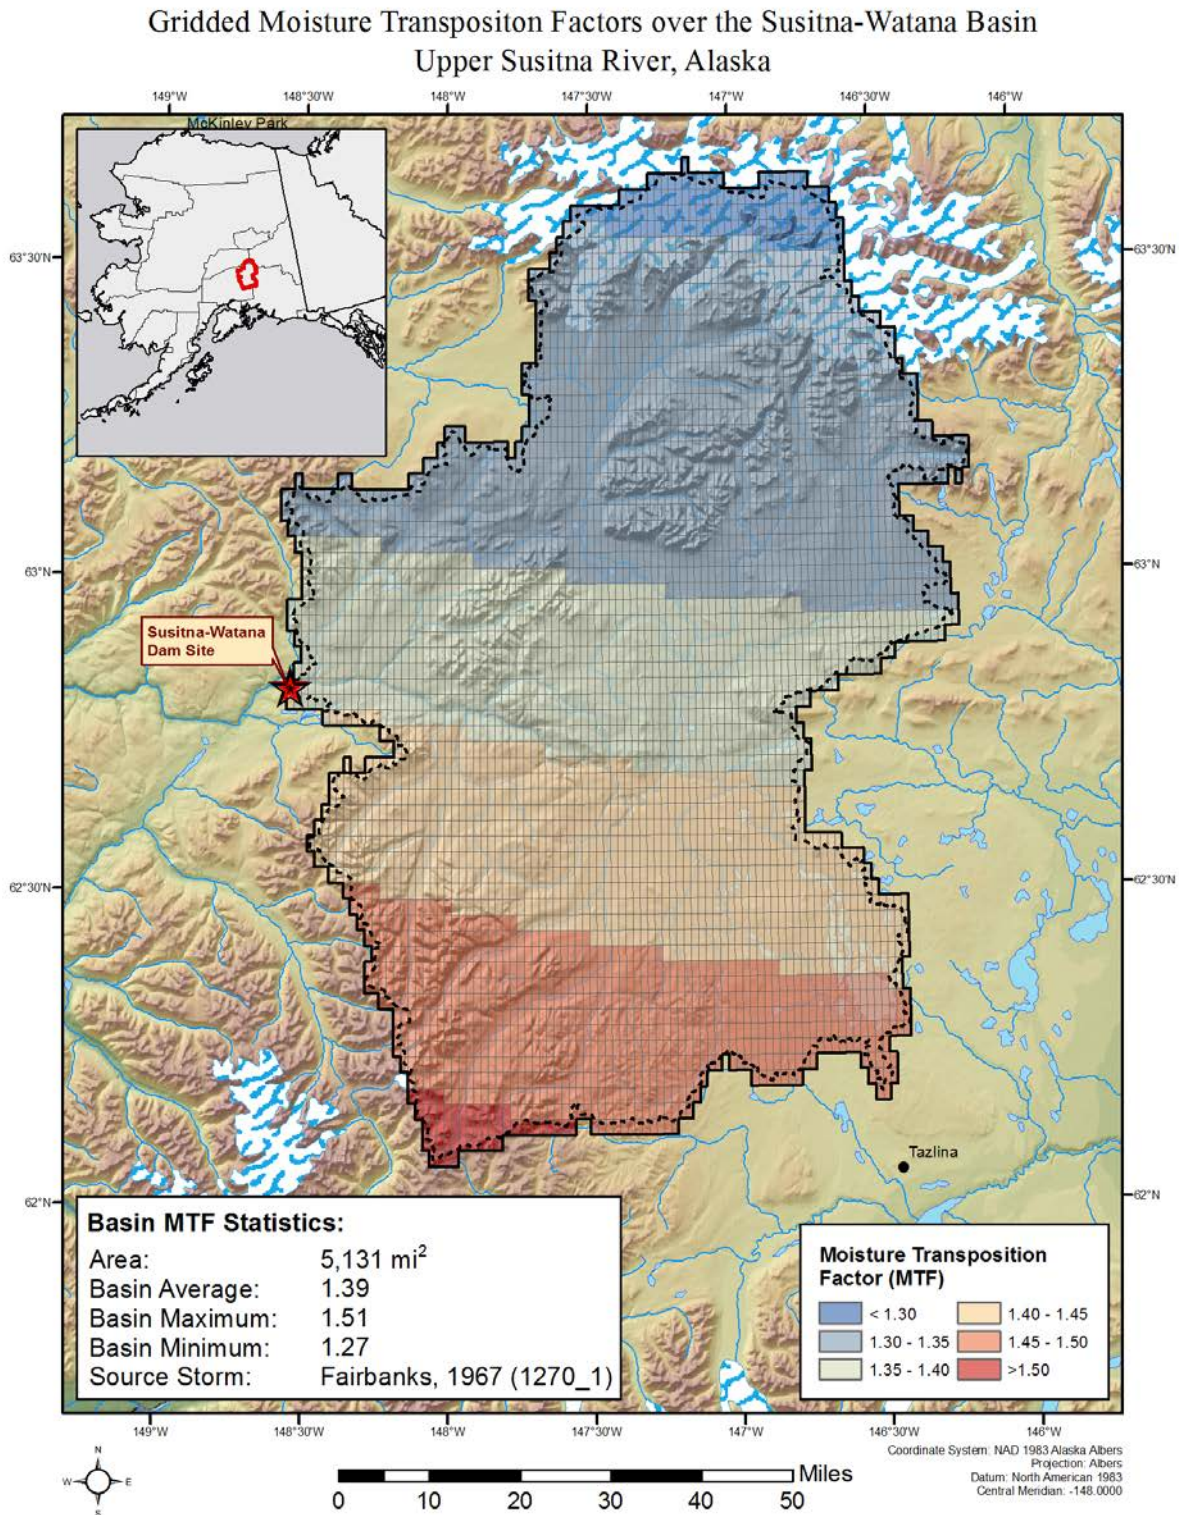 Gridded Moisture Transpositon Factors over the Susitna-Watana Basin
Upper Susitna River, Alaska
149°W 148°30'W 148°W 147°30'W 147°W 146°30'W 146°W
McKinley Park
63°30'N 63°30'N
63°N 63°N
Susitna-Watana
Dam Site
62°30'N 62°30'N
Tazlina
62°N 62°N
Basin MTF Statistics:
Area: 5,131 mi²
Basin Average: 1.39
Basin Maximum: 1.51
Basin Minimum: 1.27
Source Storm: Fairbanks, 1967 (1270_1)
Moisture Transposition
Factor (MTF)
< 1.30 1.40 - 1.45
1.30 - 1.35 1.45 - 1.50
1.35 - 1.40 >1.50
149°W 148°30'W 148°W 147°30'W 147°W 146°30'W 146°W
N
W E
S
Miles
0 10 20 30 40 50
Coordinate System: NAD 1983 Alaska Albers
Projection: Albers
Datum: North American 1983
Central Meridian: -148.0000